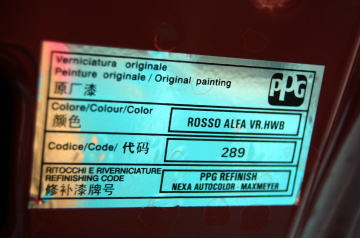 Verniciatura originale
Peinture originale / Original painting
原厂漆
PPG
Colore/Colour/Color
颜色
ROSSO ALFA VR.HWB
Codice/Code/代码
289
RITOCCHI E RIVERNICIATURE
REFINISHING CODE
修补漆牌号
PPG REFINISH
NEXA AUTOCOLOR - MAXMEYER